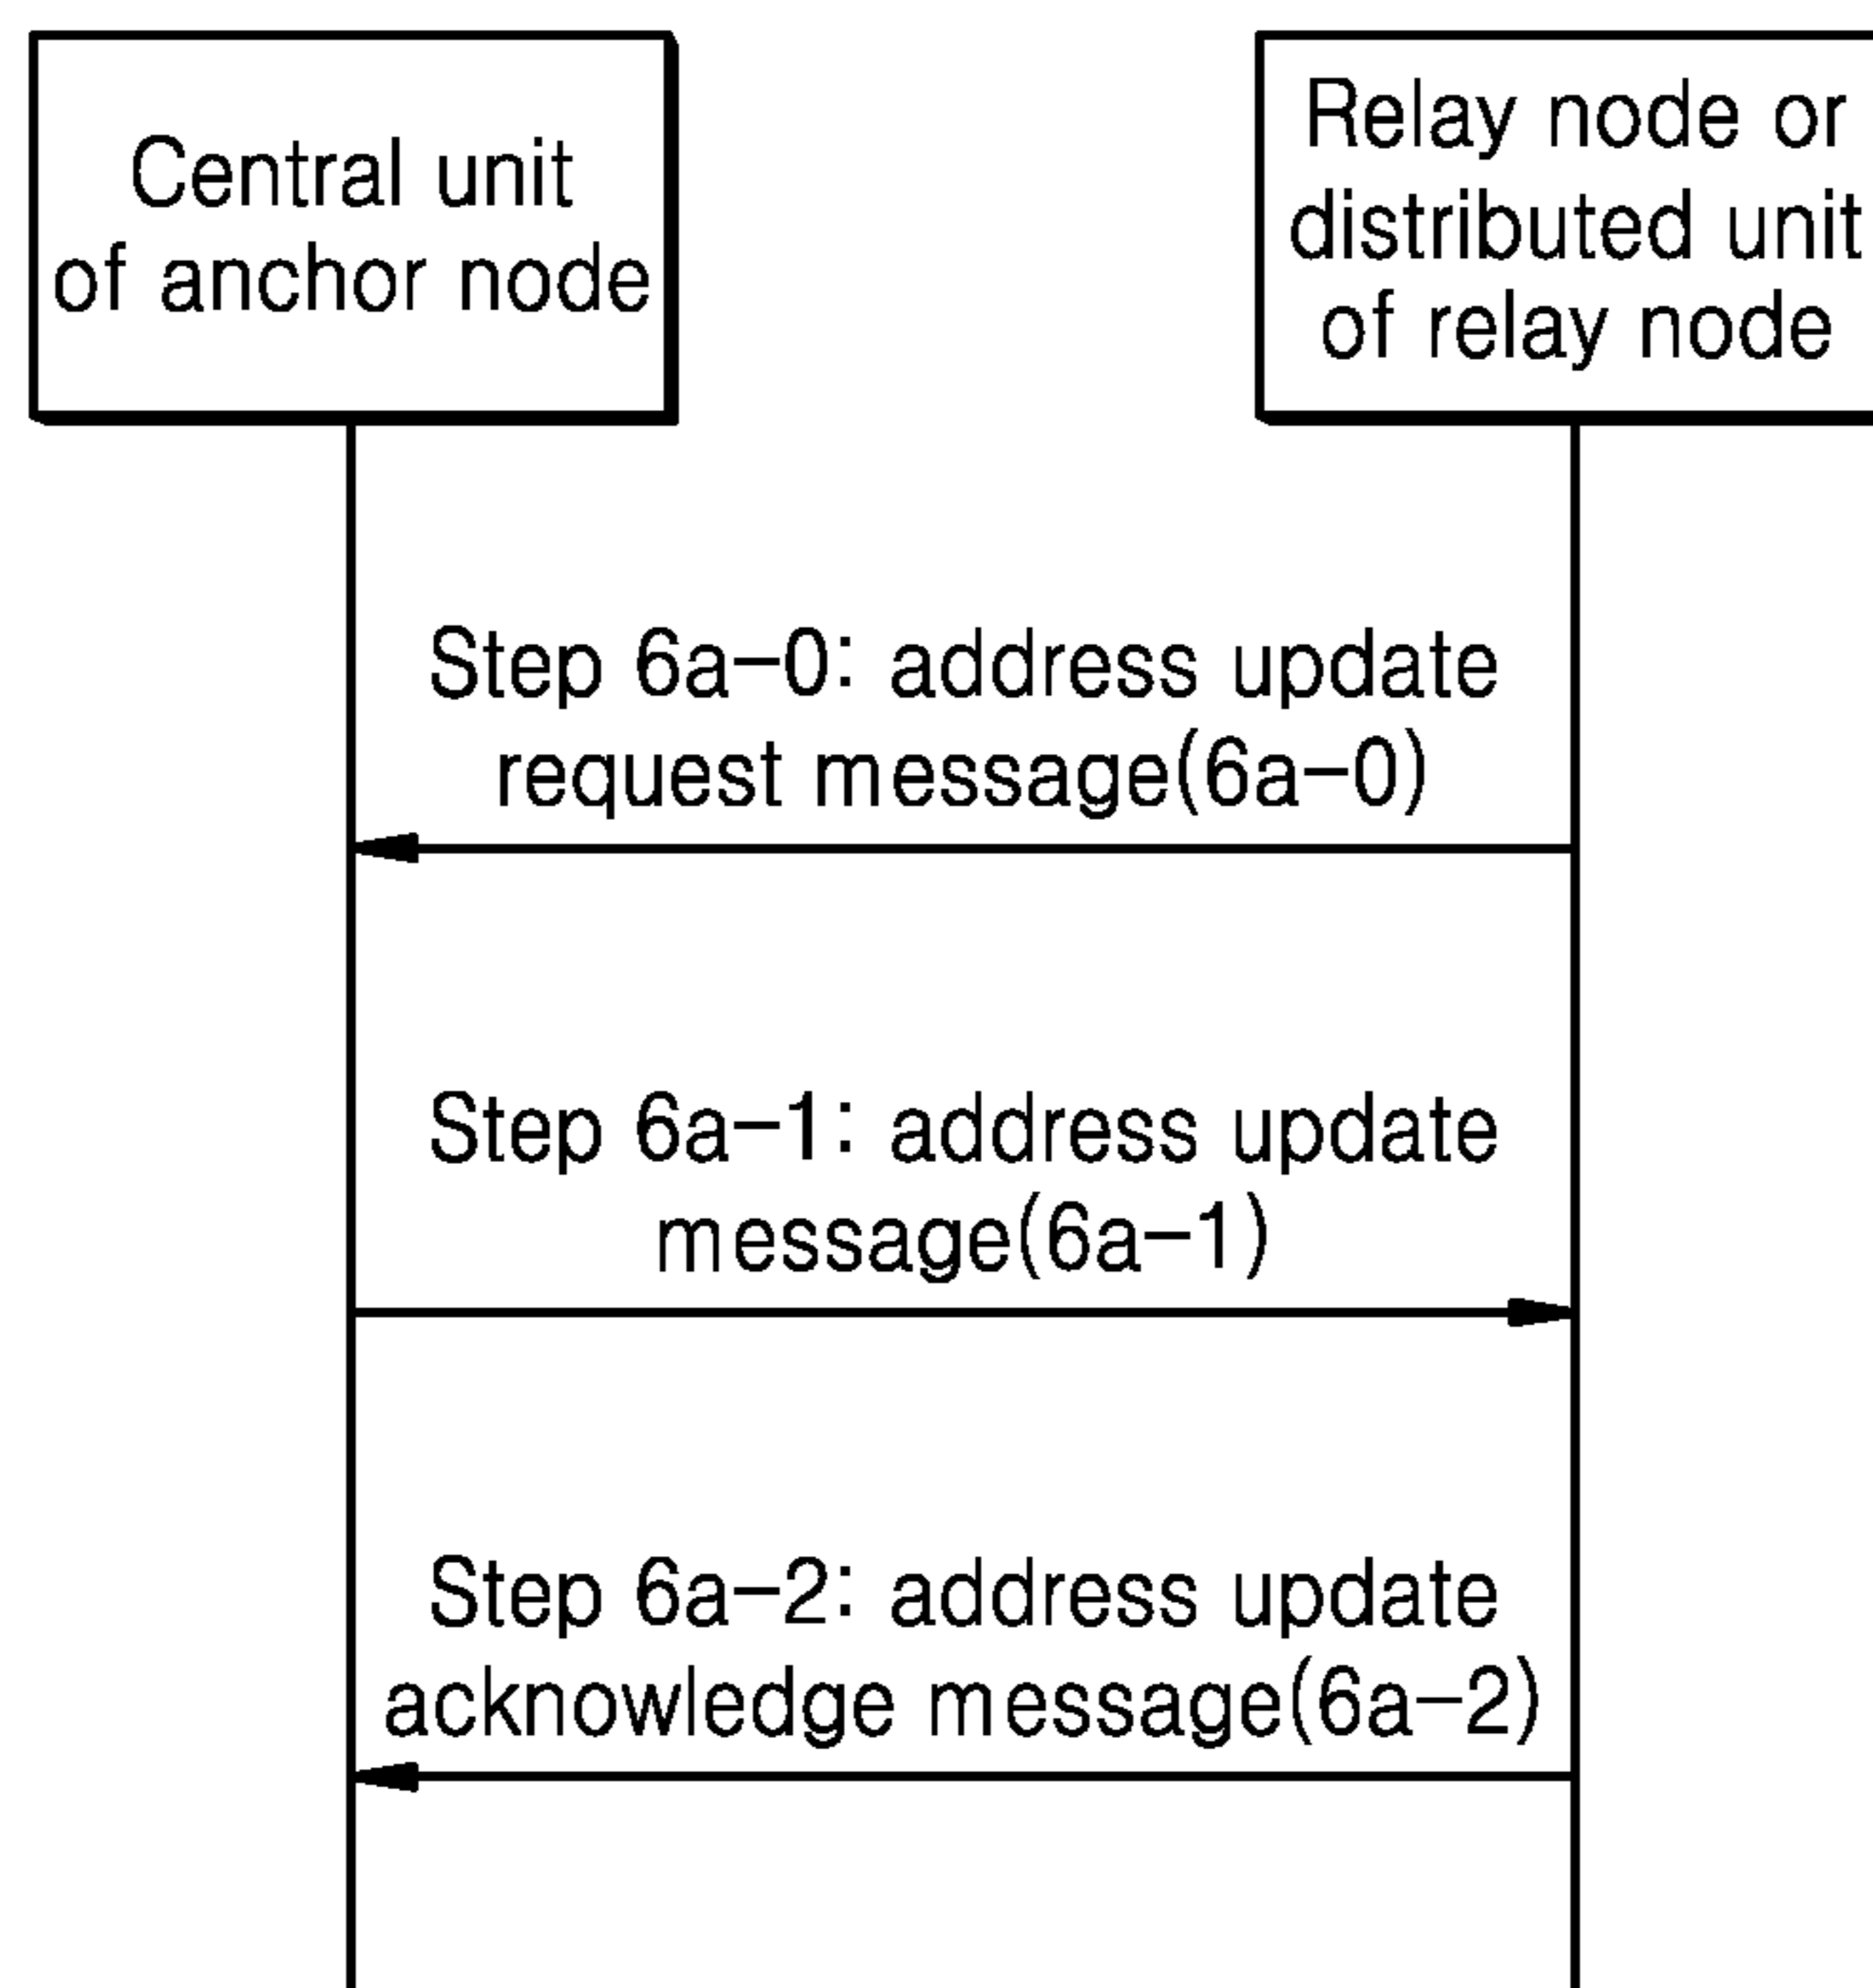 Central unit
of anchor node
Relay node or
distributed unit
of relay node
Step 6a-0: address update
request message(6a-0)
Step 6a-1: address update
message(6a-1)
Step 6a-2: address update
acknowledge message(6a-2)